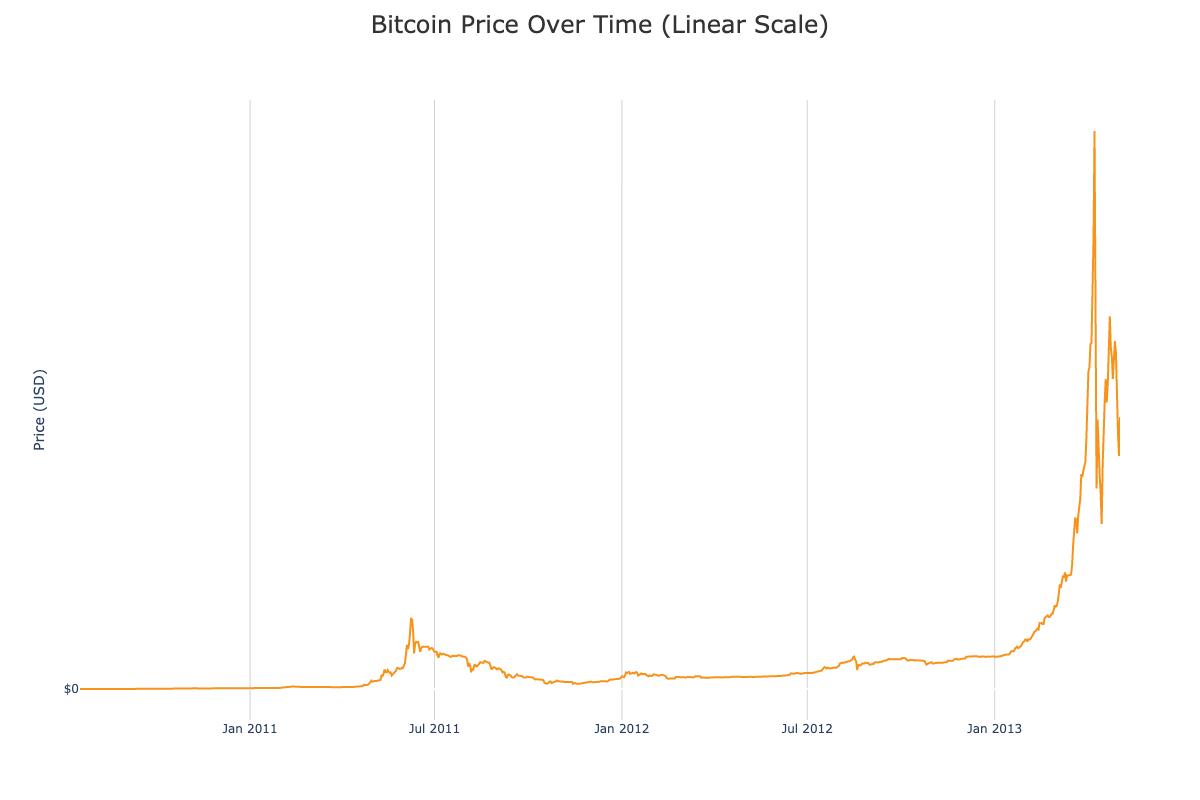 Bitcoin Price Over Time (Linear Scale)
Price (USD)
$0
Jan 2011
Jul 2011
Jan 2012
Jul 2012
Jan 2013